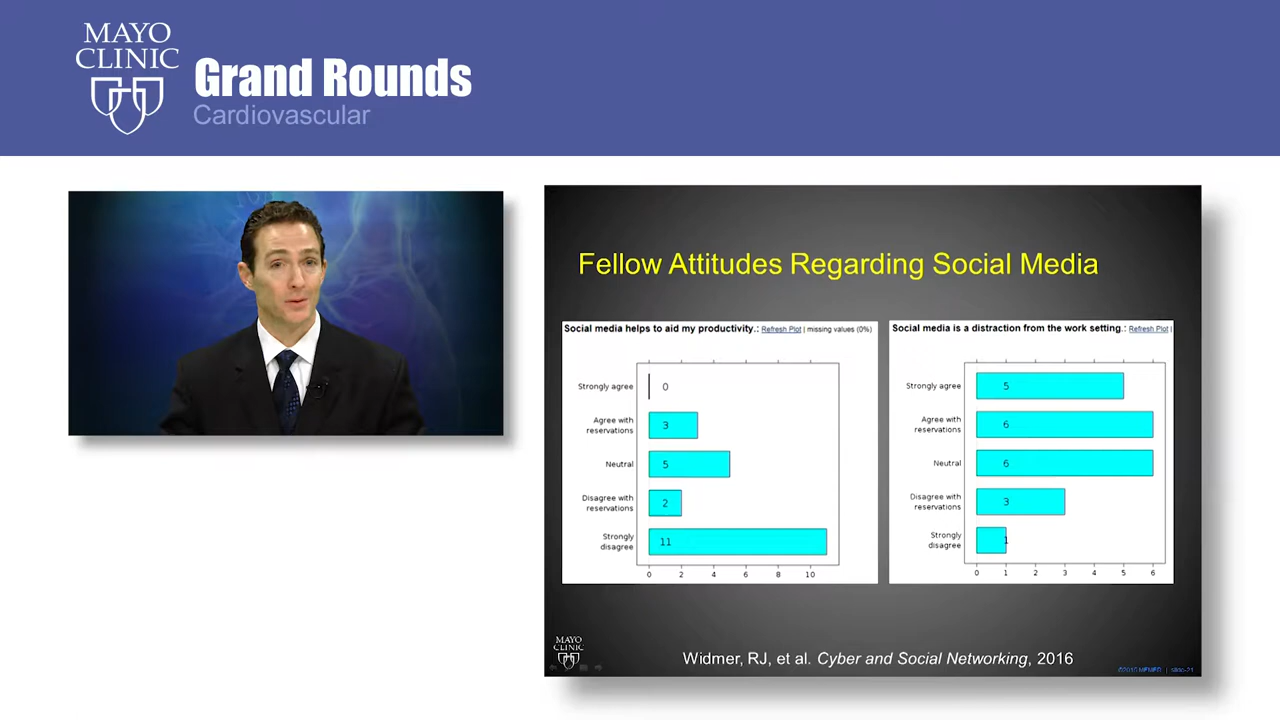 MAYO
CLINIC
Grand Rounds
Cardiovascular
Fellow Attitudes Regarding Social Media
Social media helps to aid my productivity.: Refresh Plot | missing values (0%)
Strongly agree
0
Agree with
reservations
3
Neutral
5
Disagree with
reservations
2
Strongly
disagree
11
0 2 4 6 8 10
Social media is a distraction from the work setting.: Refresh Plot |
Strongly agree
5
Agree with
reservations
6
Neutral
6
Disagree with
reservations
3
Strongly
disagree
1
0 1 2 3 4 5 6
MAYO
CLINIC
Widmer, RJ, et al. Cyber and Social Networking, 2016